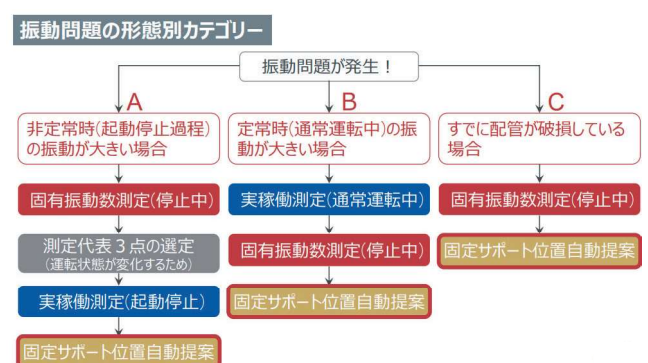 振動問題の形態別カテゴリー
振動問題が発生！
A
非定常時(起動停止過程)
の振動が大きい場合
固有振動数測定(停止中)
測定代表３点の選定
(運転状態が変化するため)
実稼働測定(起動停止)
固定サポート位置自動提案
B
定常時(通常運転中)の振
動が大きい場合
実稼働測定(通常運転中)
固有振動数測定(停止中)
固定サポート位置自動提案
C
すでに配管が破損している
場合
固有振動数測定(停止中)
固定サポート位置自動提案